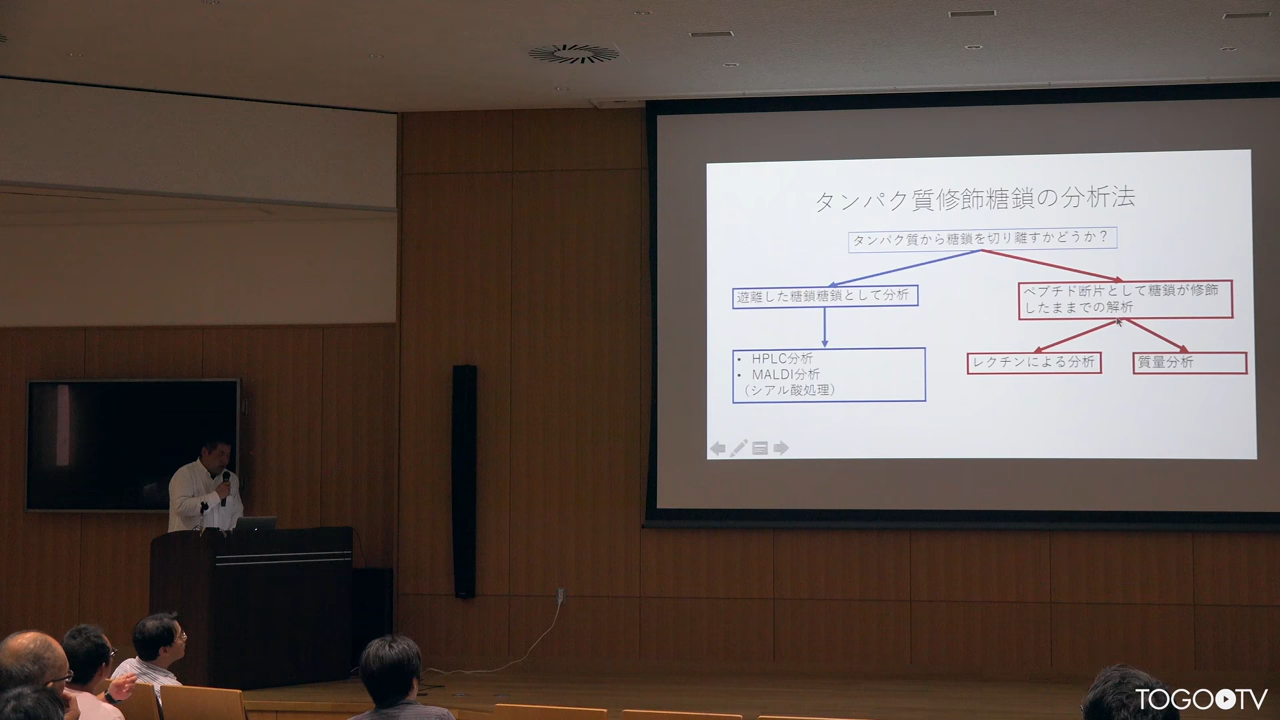 タンパク質修飾糖鎖の分析法
タンパク質から糖鎖を切り離すかどうか？
遊離した糖鎖糖鎖として分析
ペプチド断片として糖鎖が修飾
したままでの解析
• HPLC分析
• MALDI分析
（シアル酸処理）
レクチンによる分析
質量分析
TOGOTV